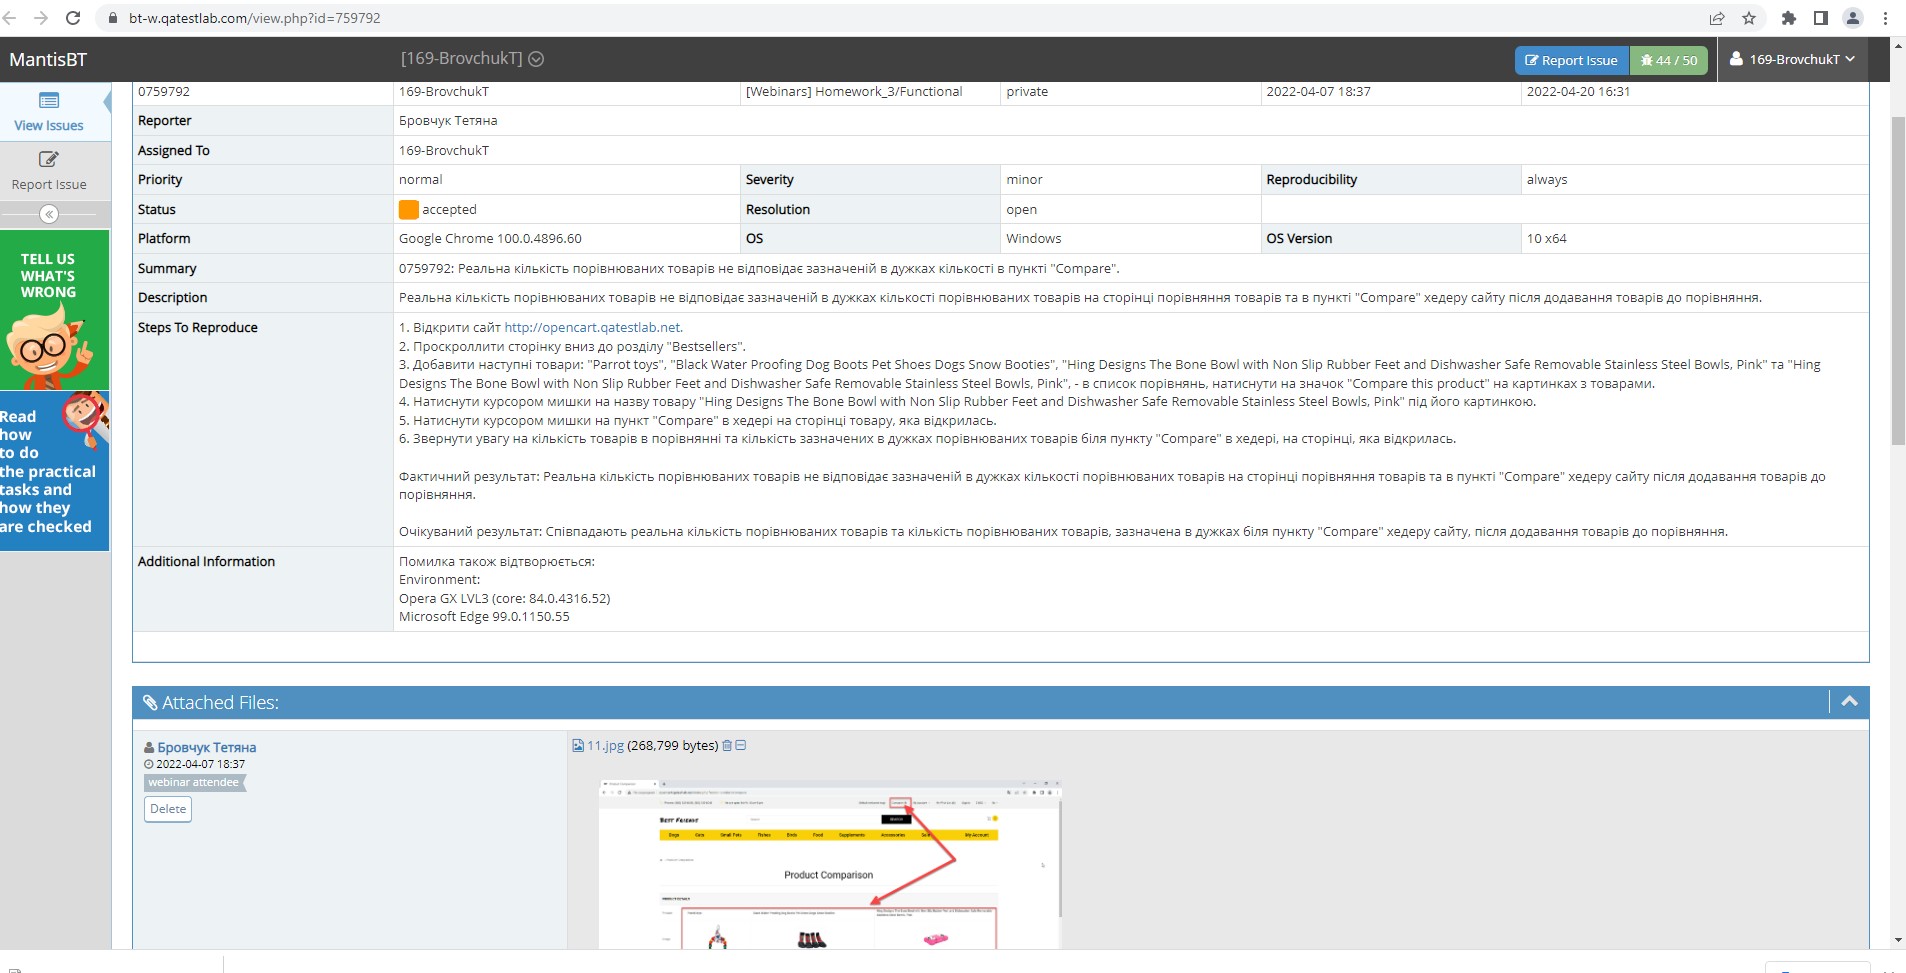 bt-w.qatestlab.com/view.php?id=759792
MantisBT
[169-BrovchukT]
Report Issue
44 / 50
169-BrovchukT
View Issues
Report Issue
TELL US
WHAT'S
WRONG
Read
how
to do
the practical
tasks and
how they
are checked
0759792 169-BrovchukT [Webinars] Homework_3/Functional private 2022-04-07 18:37 2022-04-20 16:31
Reporter Бровчук Тетяна
Assigned To 169-BrovchukT
Priority normal Severity minor Reproducibility always
Status accepted Resolution open
Platform Google Chrome 100.0.4896.60 OS Windows OS Version 10 x64
Summary 0759792: Реальна кількість порівнюваних товарів не відповідає зазначеній в дужках кількості в пункті "Compare".
Description Реальна кількість порівнюваних товарів не відповідає зазначеній в дужках кількості порівнюваних товарів на сторінці порівняння товарів та в пункті "Compare" хедеру сайту після додавання товарів до порівняння.
Steps To Reproduce 1. Відкрити сайт http://opencart.qatestlab.net.
2. Проскроллити сторінку вниз до розділу "Bestsellers".
3. Добавити наступні товари: "Parrot toys", "Black Water Proofing Dog Boots Pet Shoes Dogs Snow Booties", "Hing Designs The Bone Bowl with Non Slip Rubber Feet and Dishwasher Safe Removable Stainless Steel Bowls, Pink" та "Hing
Designs The Bone Bowl with Non Slip Rubber Feet and Dishwasher Safe Removable Stainless Steel Bowls, Pink", - в список порівнянь, натиснути на значок "Compare this product" на картинках з товарами.
4. Натиснути курсором мишки на назву товару "Hing Designs The Bone Bowl with Non Slip Rubber Feet and Dishwasher Safe Removable Stainless Steel Bowls, Pink" під його картинкою.
5. Натиснути курсором мишки на пункт "Compare" в хедері на сторінці товару, яка відкрилась.
6. Звернути увагу на кількість товарів в порівнянні та кількість зазначених в дужках порівнюваних товарів біля пункту "Compare" в хедері, на сторінці, яка відкрилась.
Фактичний результат: Реальна кількість порівнюваних товарів не відповідає зазначеній в дужках кількості порівнюваних товарів на сторінці порівняння товарів та в пункті "Compare" хедеру сайту після додавання товарів до
порівняння.
Очікуваний результат: Співпадають реальна кількість порівнюваних товарів та кількість порівнюваних товарів, зазначена в дужках біля пункту "Compare" хедеру сайту, після додавання товарів до порівняння.
Additional Information Помилка також відтворюється:
Environment:
Opera GX LVL3 (core: 84.0.4316.52)
Microsoft Edge 99.0.1150.55
Attached Files:
Бровчук Тетяна
2022-04-07 18:37
webinar attendee
Delete
11.jpg (268,799 bytes)
BEST FRIEND
Dogs Cats Small Pets Fishes Birds Food Supplements Accessories My Account
Product Comparison
PRODUCT DETAILS